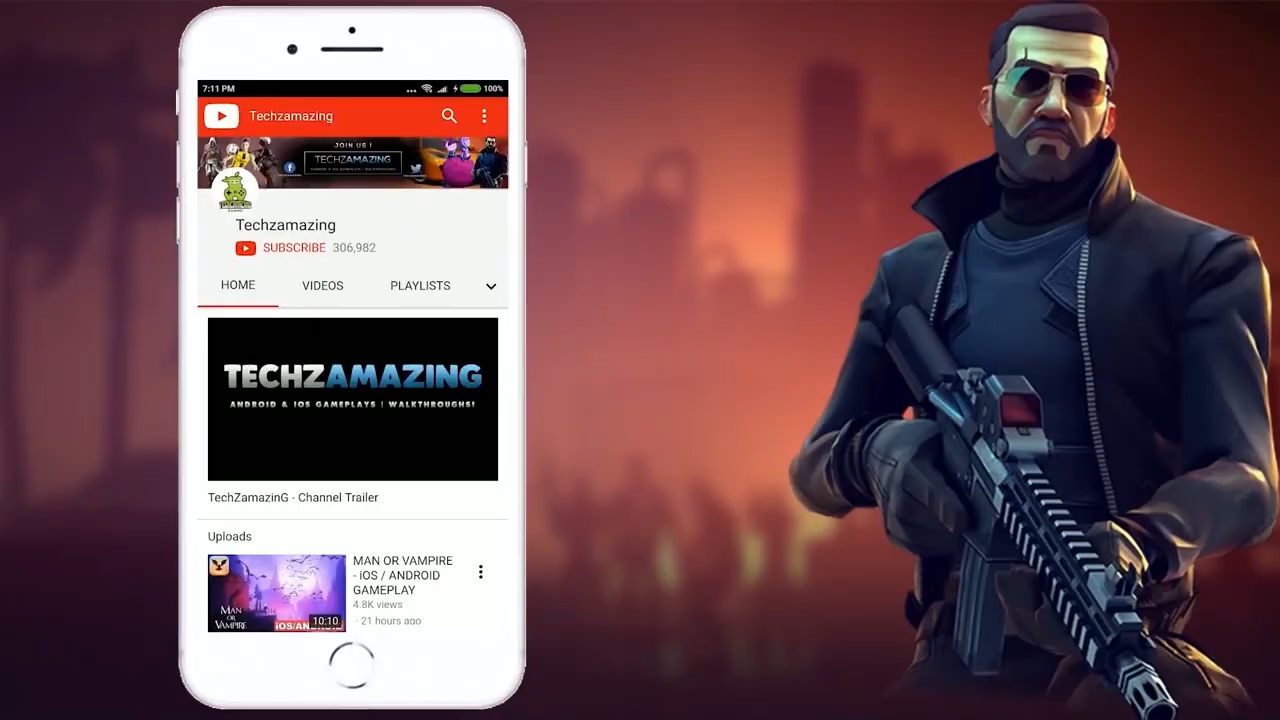 7:11 PM
100%
Techzamazing
JOIN US !
TECHZAMAZING
Techzamazing
SUBSCRIBE 306,982
HOME
VIDEOS
PLAYLISTS
TECHZAMAZING
ANDROID & IOS GAMEPLAYS | WALKTHROUGHS!
TechZamazinG - Channel Trailer
Uploads
MAN OR VAMPIRE
- iOS / ANDROID
GAMEPLAY
4.8K views
· 21 hours ago
MAN
OR
VAMPIRE
10:10